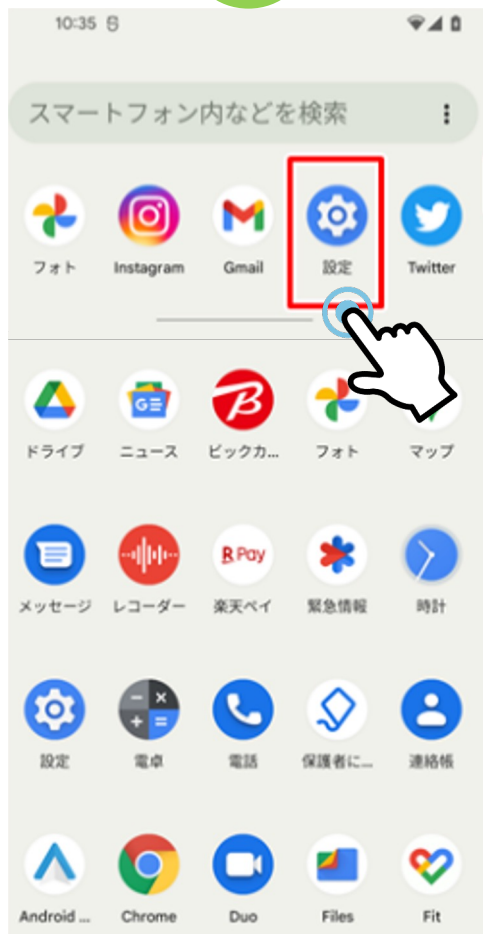 10:35
スマートフォン内などを検索
フォト Instagram Gmail 設定 Twitter
GE
B
ドライブ ニュース ビックカ... フォト マップ
R Pay
メッセージ レコーダー 楽天ペイ 緊急情報 時計
設定 電卓 電話 保護者に... 連絡帳
Android ... Chrome Duo Files Fit